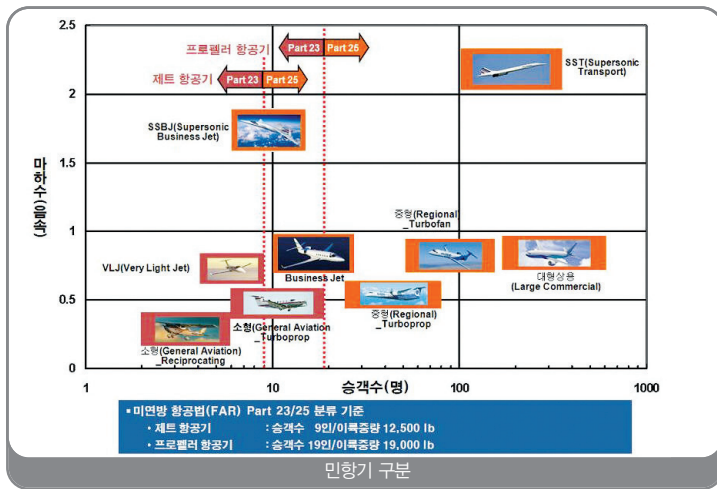 2.5
프로펠러 항공기
Part 23
Part 25
제트 항공기
Part 23
Part 25
SST(Supersonic
Transport)
2
SSBJ(Supersonic
Business Jet)
1.5
마하수(음속)
중형(Regional)
_Turbofan
1
VLJ(Very Light Jet)
Business Jet
대형상용
(Large Commercial)
0.5
소형(General Aviation)
_Turboprop
중형(Regional)
_Turboprop
소형(General Aviation)
_Reciprocating
0
1
10
승객수(명)
100
1000
▪ 미연방 항공법(FAR) Part 23/25 분류 기준
• 제트 항공기 : 승객수 9인/이륙중량 12,500 lb
• 프로펠러 항공기 : 승객수 19인/이륙중량 19,000 lb
민항기 구분